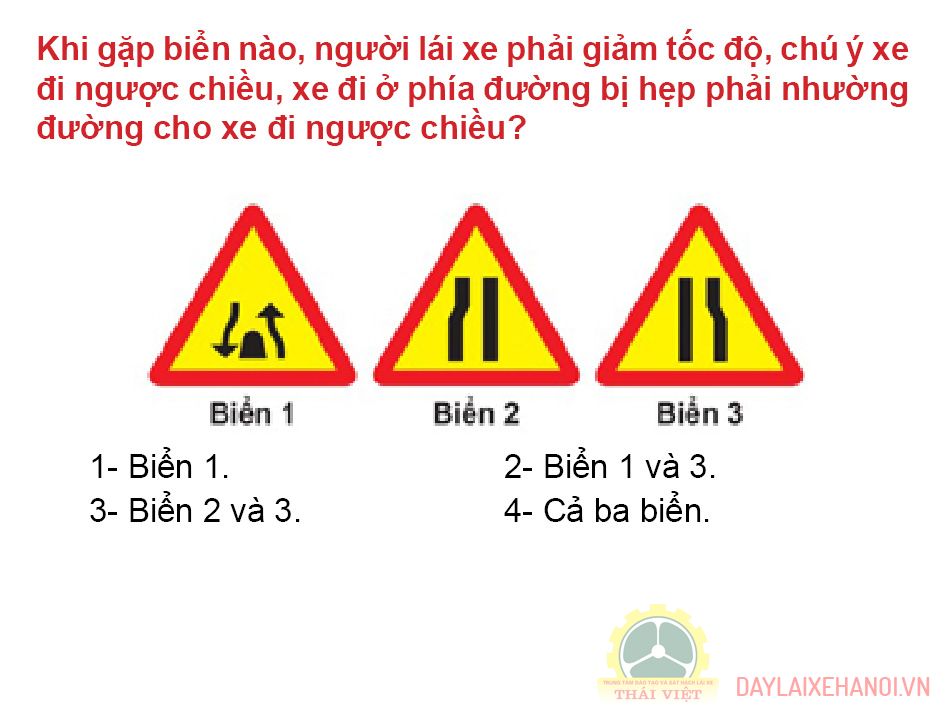 Khi gặp biển nào, người lái xe phải giảm tốc độ, chú ý xe
đi ngược chiều, xe đi ở phía đường bị hẹp phải nhường
đường cho xe đi ngược chiều?
Biển 1 Biển 2 Biển 3
1- Biển 1. 2- Biển 1 và 3.
3- Biển 2 và 3. 4- Cả ba biển.
TRUNG TÂM ĐÀO TẠO VÀ SÁT HẠCH LÁI XE
THÁI VIỆT
DAYLAIXEHANOI.VN